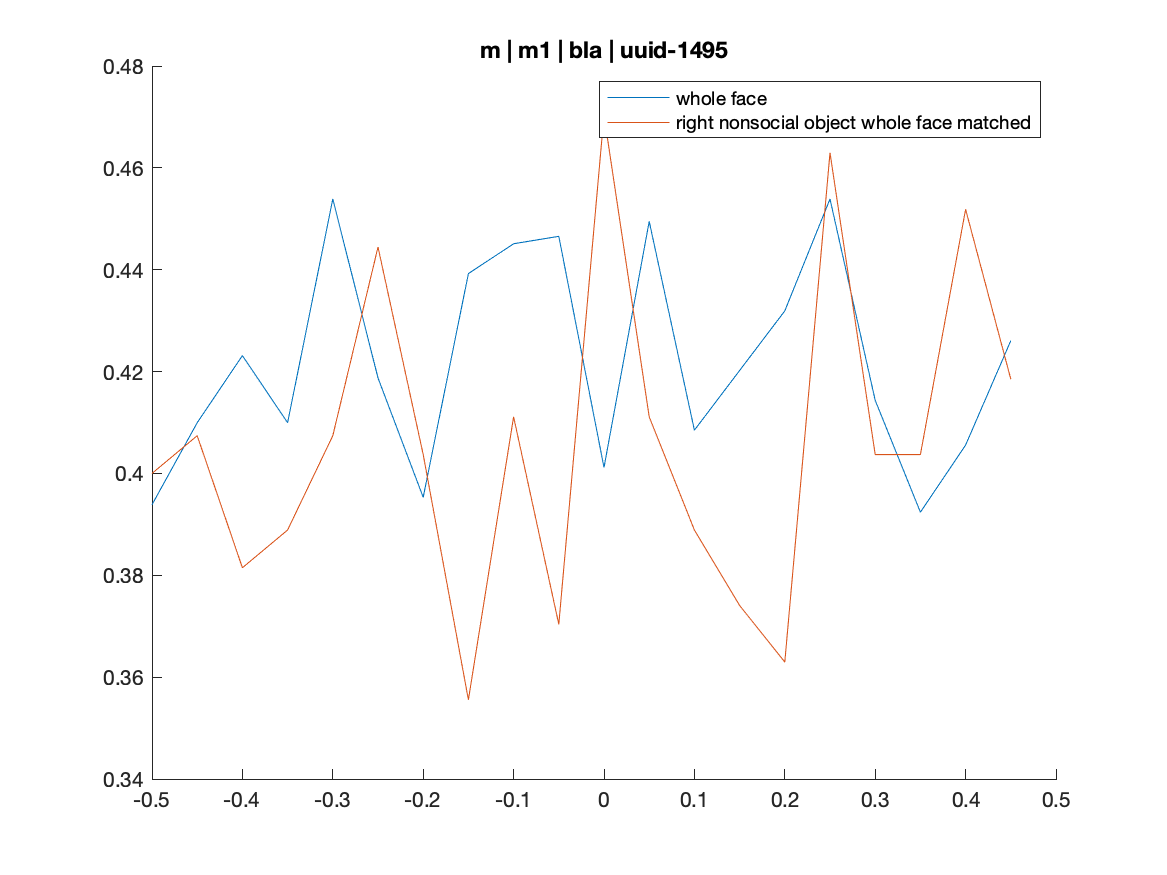 m | m1 | bla | uuid-1495
whole face
right nonsocial object whole face matched
0.48
0.46
0.44
0.42
0.4
0.38
0.36
0.34
-0.5 -0.4 -0.3 -0.2 -0.1 0 0.1 0.2 0.3 0.4 0.5